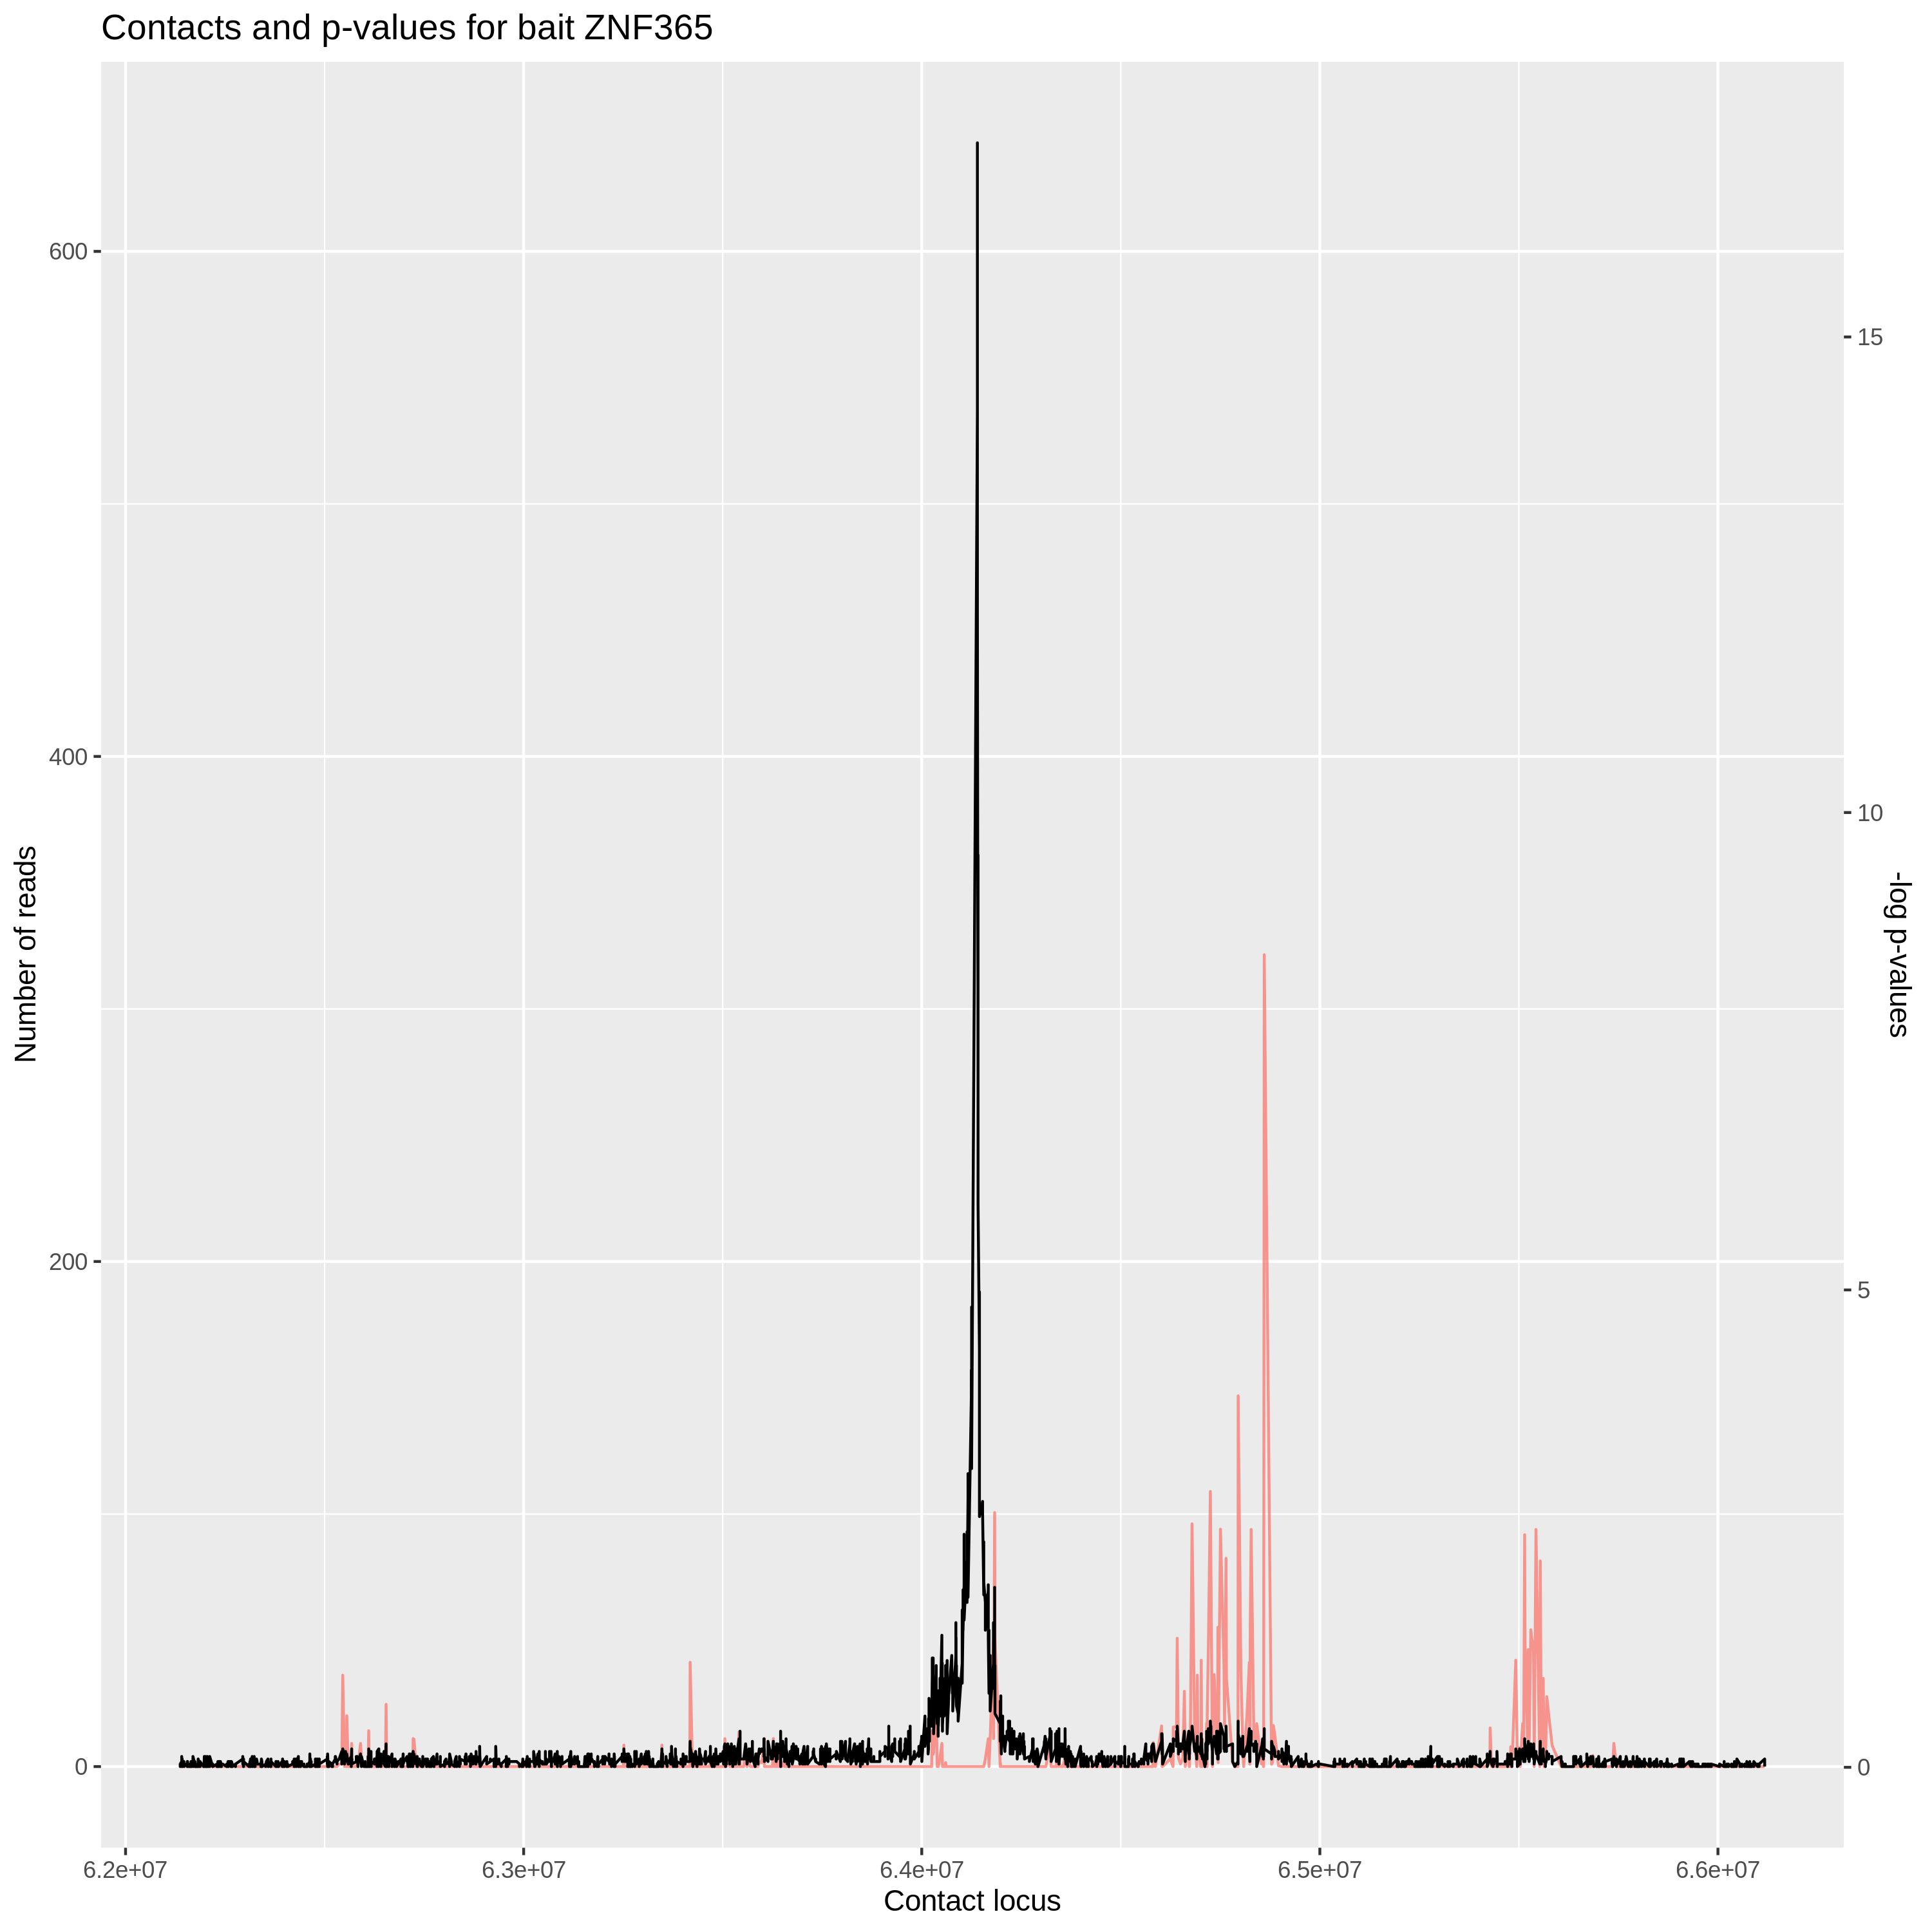 Contacts and p-values for bait ZNF365
600
400
200
0
Number of reads
15
10
5
0
-log p-values
6.2e+07
6.3e+07
6.4e+07
6.5e+07
6.6e+07
Contact locus